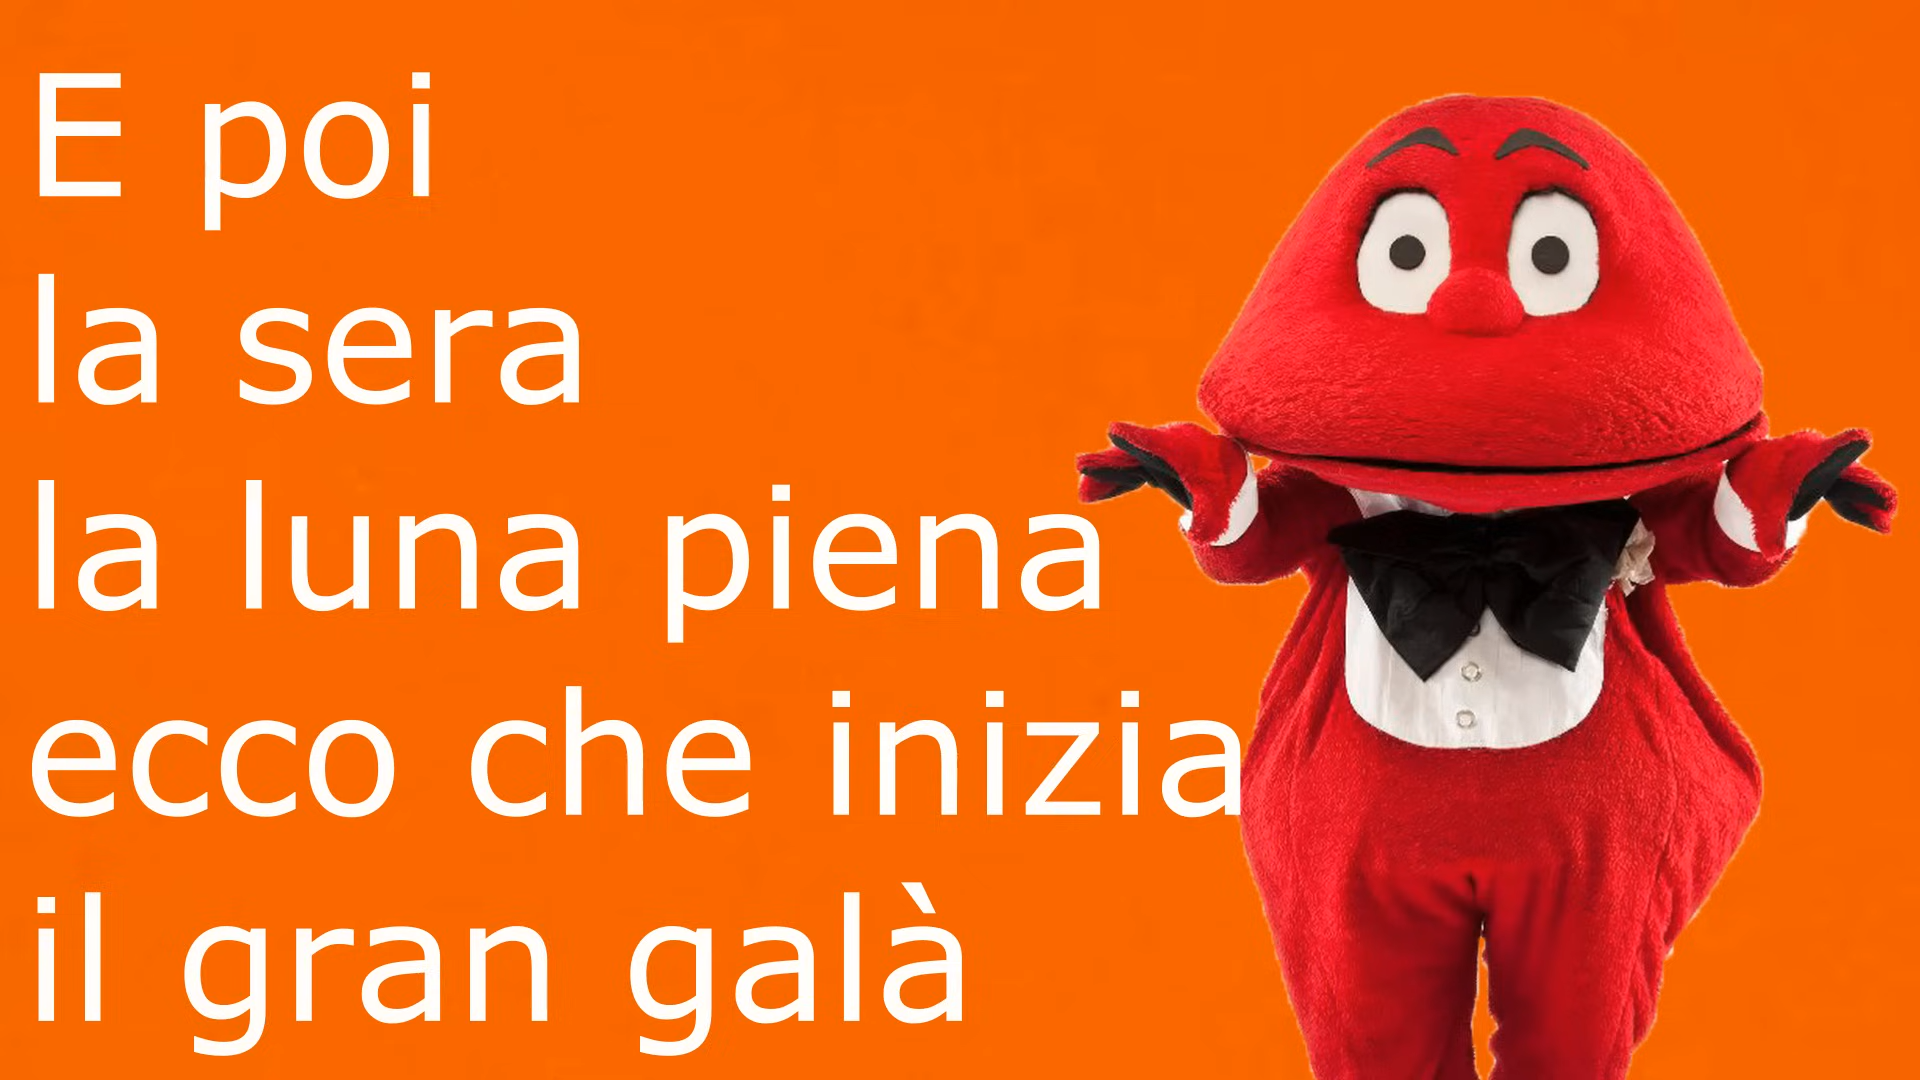 E poi
la sera
la luna piena
ecco che inizia
il gran galà